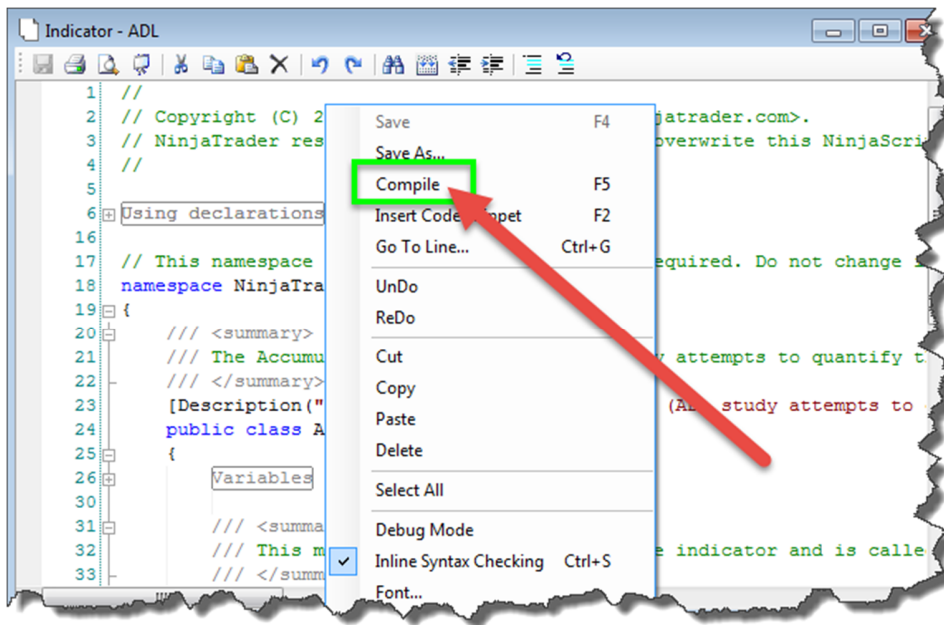 Indicator - ADL
1 //
2 // Copyright (C) 2 jatrader.com>.
3 // NinjaTrader res overwrite this NinjaScri
4 //
5
6 Using declarations
16
17 // This namespace equired. Do not change
18 namespace NinjaTra
19 {
20 /// <summary>
21 /// The Accumu attempts to quantify t
22 /// </summary>
23 [Description(" study attempts to
24 public class A
25 {
26 Variables
30
31 /// <summa
32 /// This m e indicator and is calle
33 /// </summ
Save F4
Save As...
Compile F5
Insert Code F2
Go To Line... Ctrl+G
UnDo
ReDo
Cut
Copy
Paste
Delete
Select All
Debug Mode
Inline Syntax Checking Ctrl+S
Font...